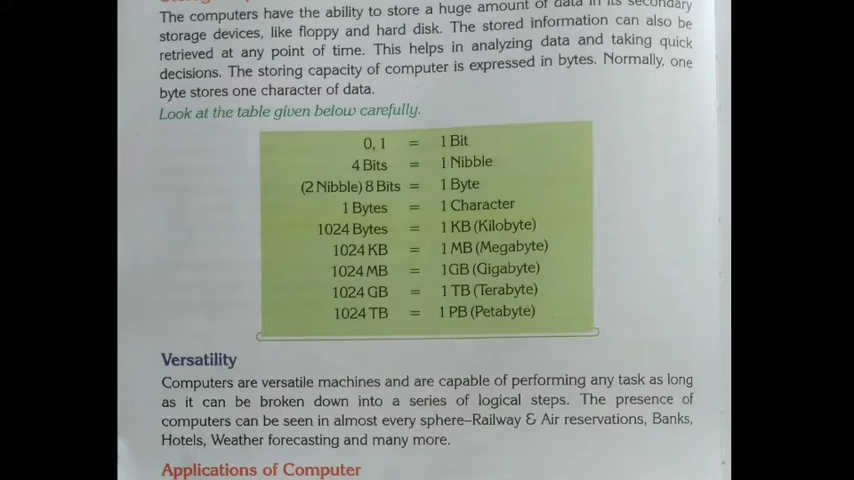 The computers have the ability to store a huge amount of data in its secondary
storage devices, like floppy and hard disk. The stored information can also be
retrieved at any point of time. This helps in analyzing data and taking quick
decisions. The storing capacity of computer is expressed in bytes. Normally, one
byte stores one character of data.
Look at the table given below carefully.
0, 1 = 1 Bit
4 Bits = 1 Nibble
(2 Nibble) 8 Bits = 1 Byte
1 Bytes = 1 Character
1024 Bytes = 1 KB (Kilobyte)
1024 KB = 1 MB (Megabyte)
1024 MB = 1GB (Gigabyte)
1024 GB = 1 TB (Terabyte)
1024 TB = 1 PB (Petabyte)
Versatility
Computers are versatile machines and are capable of performing any task as long
as it can be broken down into a series of logical steps. The presence of
computers can be seen in almost every sphere–Railway & Air reservations, Banks,
Hotels, Weather forecasting and many more.
Applications of Computer